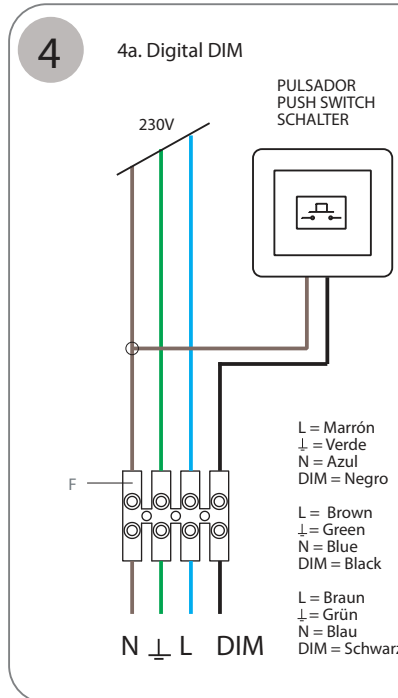 4
4a. Digital DIM
PULSADOR
PUSH SWITCH
SCHALTER
230V
F
L = Marrón
⏚ = Verde
N = Azul
DIM = Negro
L = Brown
⏚ = Green
N = Blue
DIM = Black
L = Braun
⏚ = Grün
N = Blau
DIM = Schwarz
N ⏚ L DIM